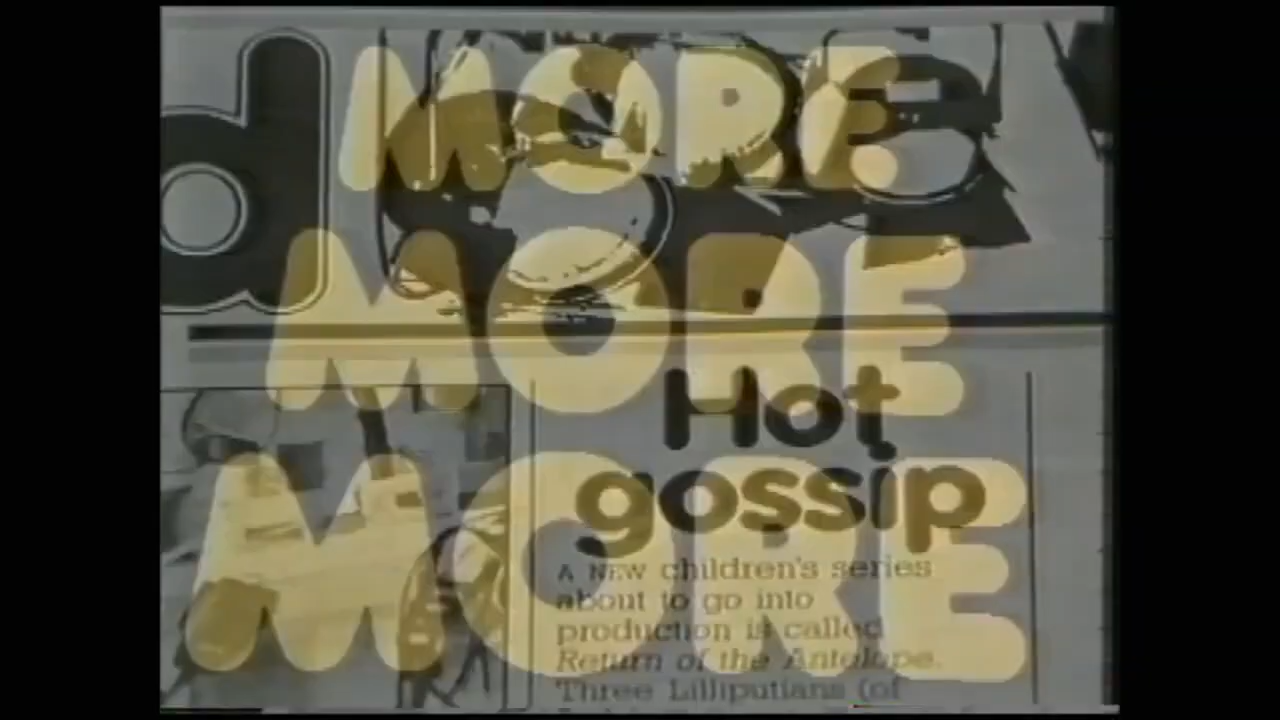 d
MORE
MORE
MORE
Hot
gossip
A NEW children's series
about to go into
production is called
Return of the Antelope.
Three Lilliputians (of